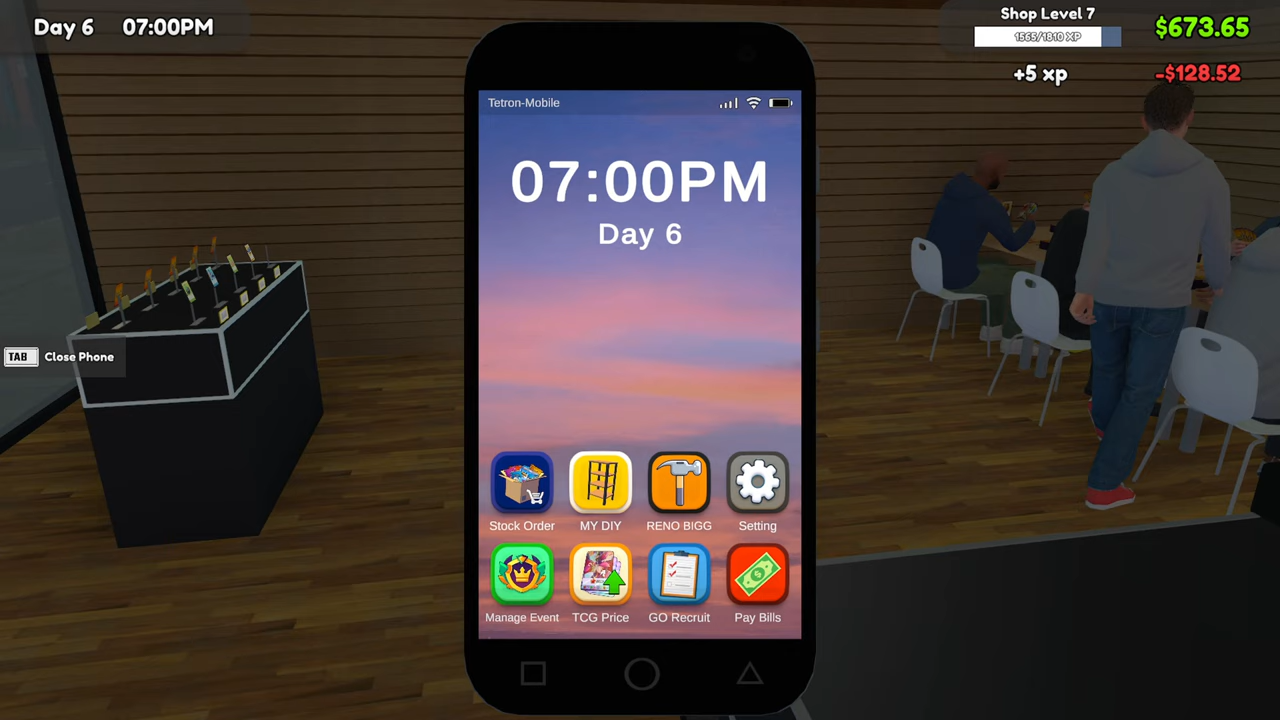 Day 6 07:00PM
Shop Level 7
1565/1810 XP
$673.65
+5 xp
-$128.52
Tetron-Mobile
07:00PM
Day 6
TAB Close Phone
Stock Order MY DIY RENO BIGG Setting
Manage Event TCG Price GO Recruit Pay Bills